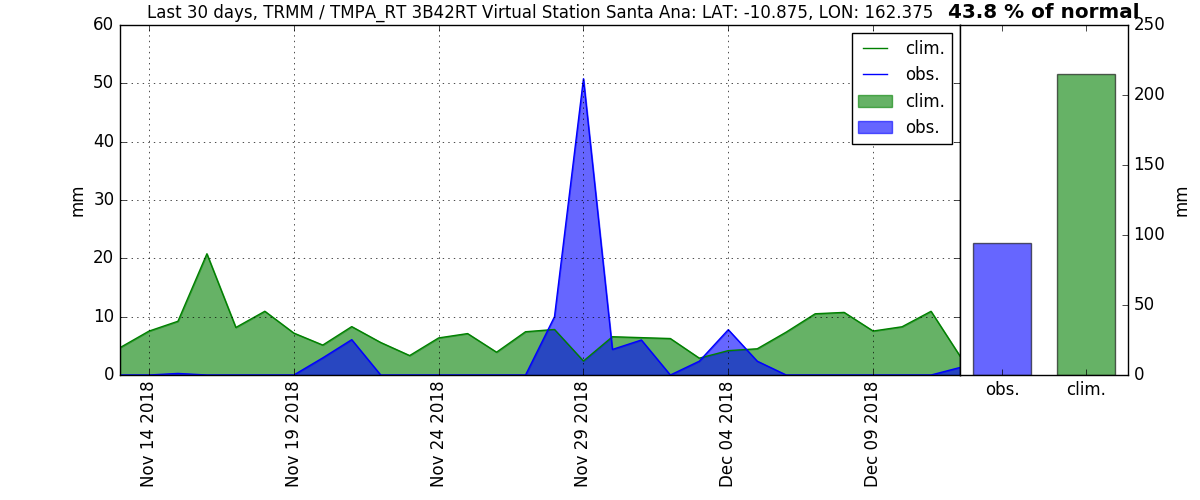 Last 30 days, TRMM / TMPA_RT 3B42RT Virtual Station Santa Ana: LAT: -10.875, LON: 162.375
43.8 % of normal
60
50
40
30
20
10
0
mm
clim.
obs.
clim.
obs.
Nov 14 2018
Nov 19 2018
Nov 24 2018
Nov 29 2018
Dec 04 2018
Dec 09 2018
250
200
150
100
50
0
mm
obs.
clim.